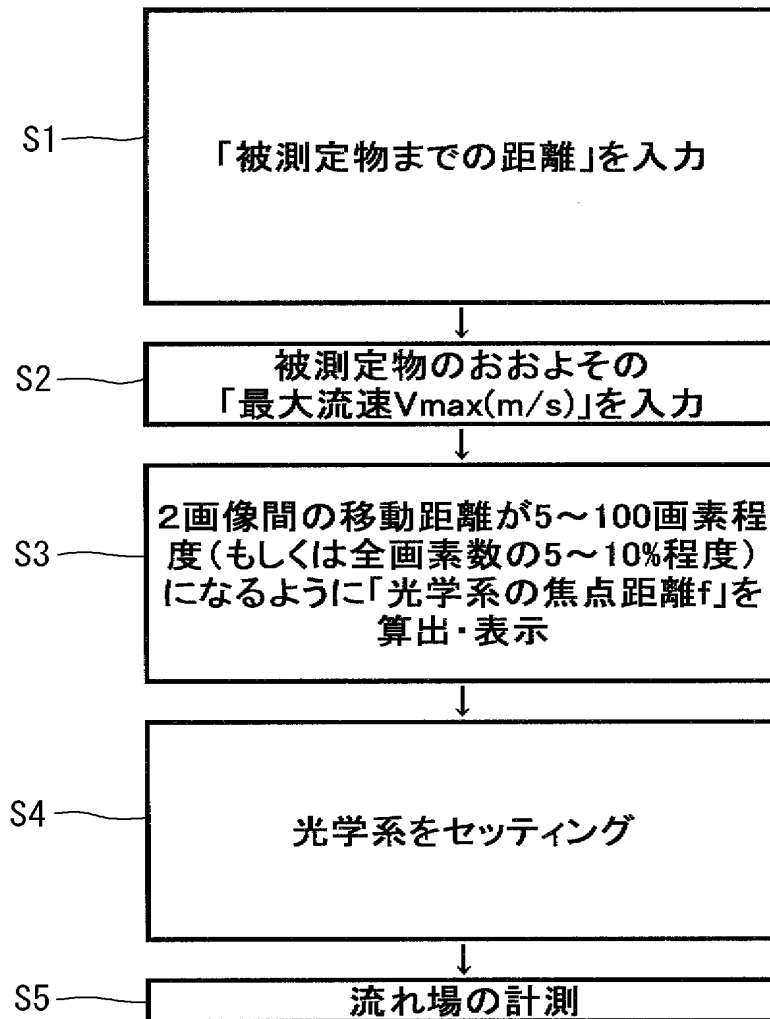 S1
「被測定物までの距離」を入力
↓
S2
被測定物のおおよその
「最大流速Vmax(m/s)」を入力
↓
S3
2画像間の移動距離が5～100画素程
度(もしくは全画素数の5～10%程度)
になるように「光学系の焦点距離f」を
算出・表示
↓
S4
光学系をセッティング
↓
S5
流れ場の計測